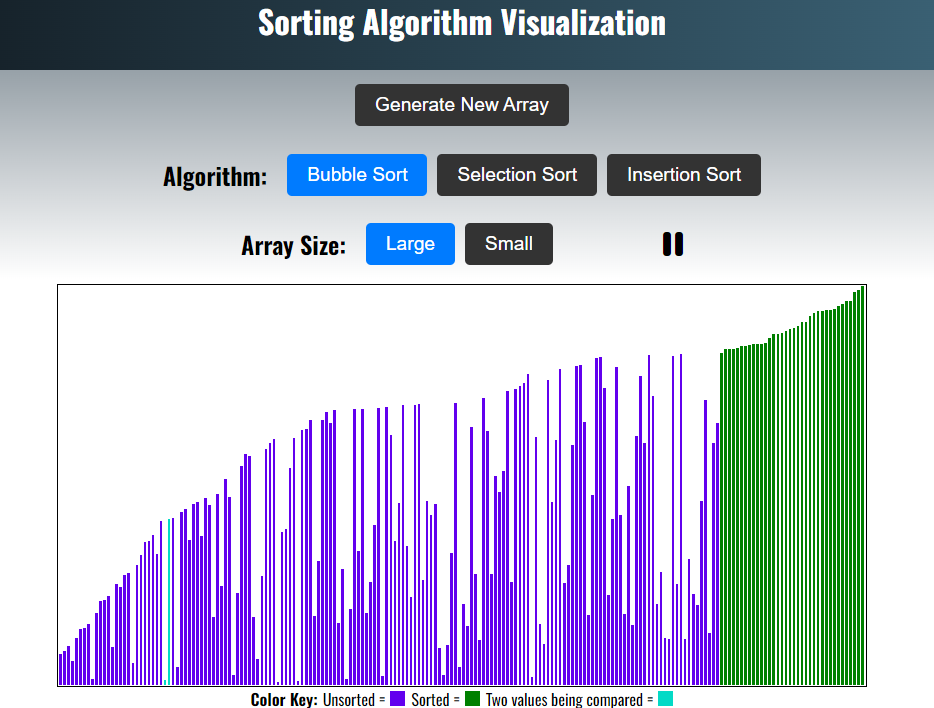 Sorting Algorithm Visualization
Generate New Array
Algorithm: Bubble Sort Selection Sort Insertion Sort
Array Size: Large Small
Color Key: Unsorted = Sorted = Two values being compared =